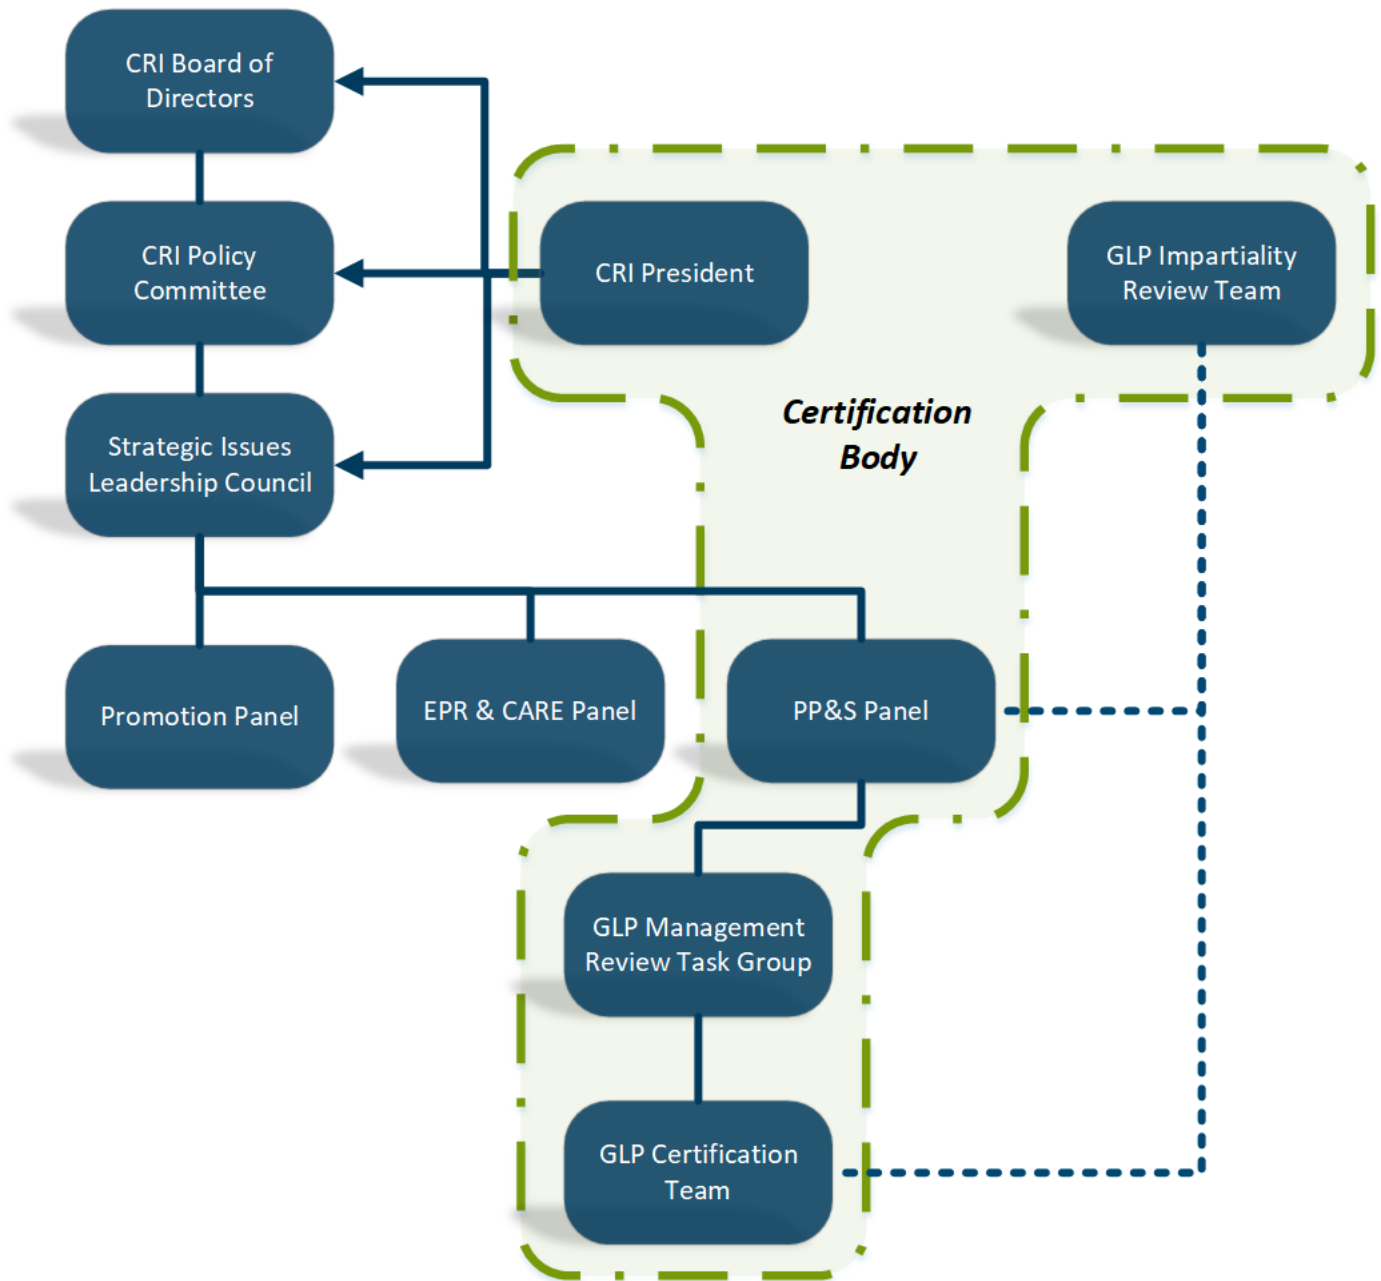 CRI Board of
Directors
CRI Policy
Committee
CRI President
GLP Impartiality
Review Team
Certification
Body
Strategic Issues
Leadership Council
Promotion Panel
EPR & CARE Panel
PP&S Panel
GLP Management
Review Task Group
GLP Certification
Team